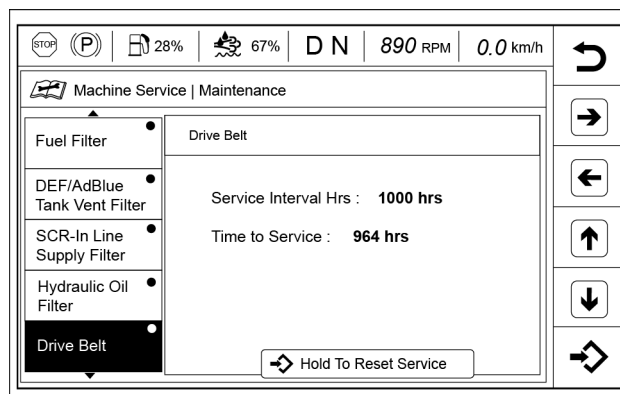 STOP (P) 28% 67% D N 890 RPM 0.0 km/h
Machine Service | Maintenance
Fuel Filter
DEF/AdBlue
Tank Vent Filter
SCR-In Line
Supply Filter
Hydraulic Oil
Filter
Drive Belt
Drive Belt
Service Interval Hrs : 1000 hrs
Time to Service : 964 hrs
Hold To Reset Service